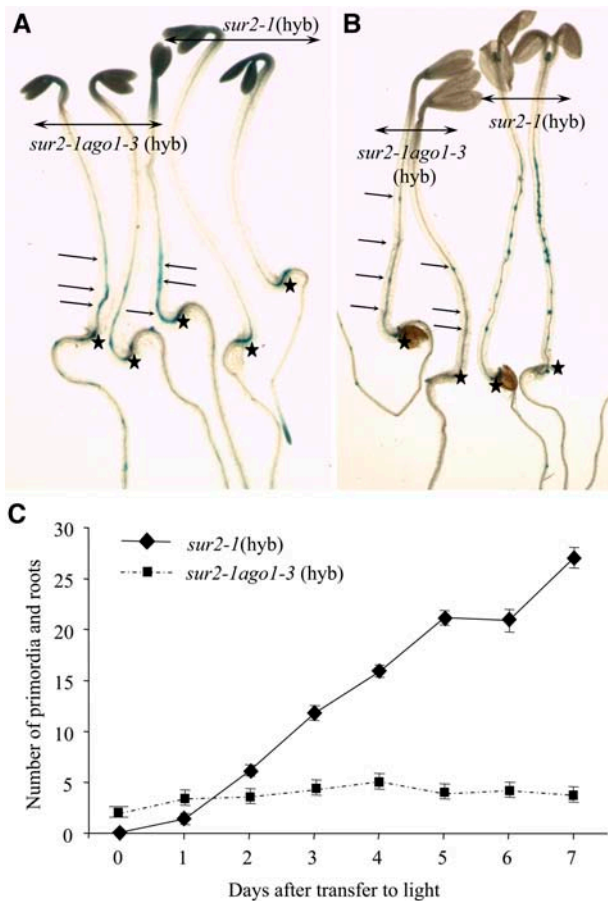 A
sur2-1(hyb)
sur2-1ago1-3 (hyb)
B
sur2-1(hyb)
sur2-1ago1-3
(hyb)
C
Number of primordia and roots
30
25
20
15
10
5
0
sur2-1(hyb)
sur2-1ago1-3 (hyb)
0 1 2 3 4 5 6 7
Days after transfer to light